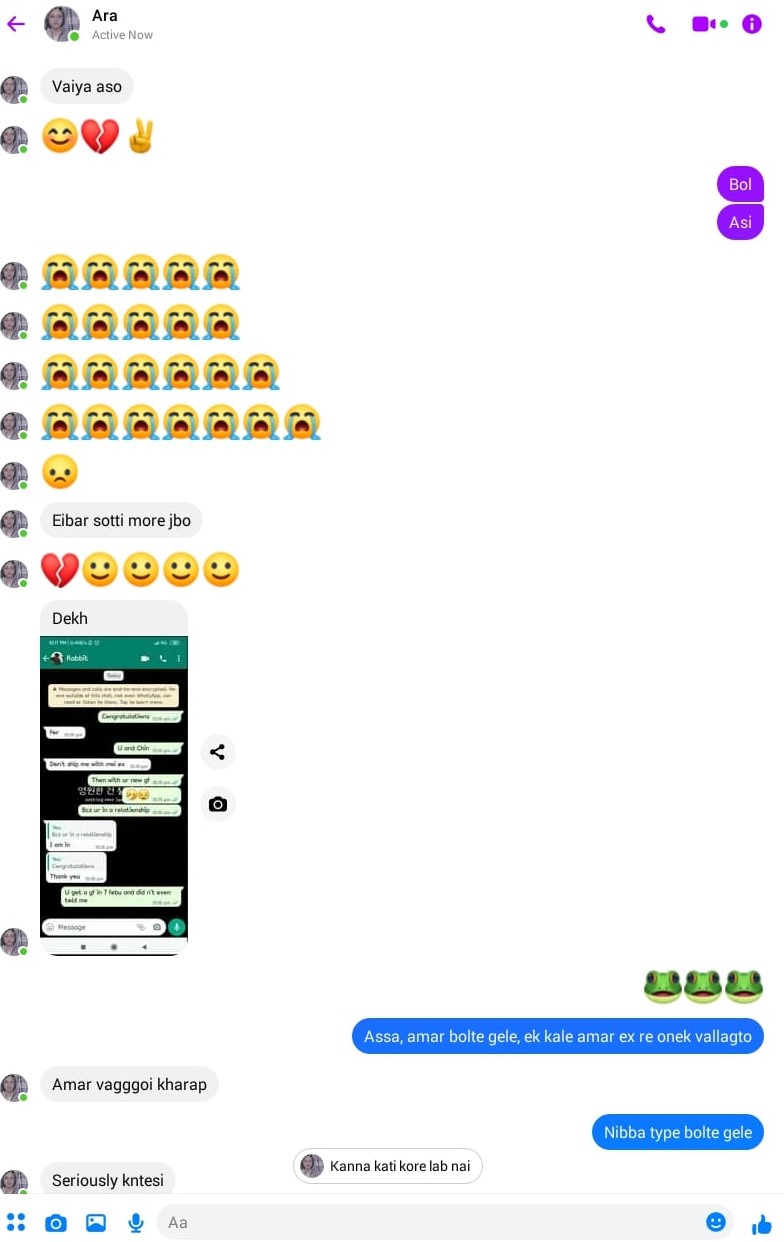 Ara
Active Now
Vaiya aso
😊💔✌
Bol
Asi
😭😭😭😭😭
😭😭😭😭😭
😭😭😭😭😭😭
😭😭😭😭😭😭😭
😞
Eibar sotti more jbo
💔🙂🙂🙂🙂
Dekh
Rabbit
Today
Messages and calls are end-to-end encrypted. No
one outside of this chat, not even WhatsApp, can
read or listen to them. Tap to learn more.
Congratulations
For
U and Chin
Don't ship me with mei
Then with ur new gf
영원한 건
Bcz ur in a relationship
You
Bcz ur in a relationship
I am in
You
Congratulations
Thank you
U get a gf in 7 febu and did n't even
told me
Message
🐸🐸🐸
Assa, amar bolte gele, ek kale amar ex re onek vallagto
Amar vagggoi kharap
Nibba type bolte gele
Kanna kati kore lab nai
Seriously kntesi
Aa